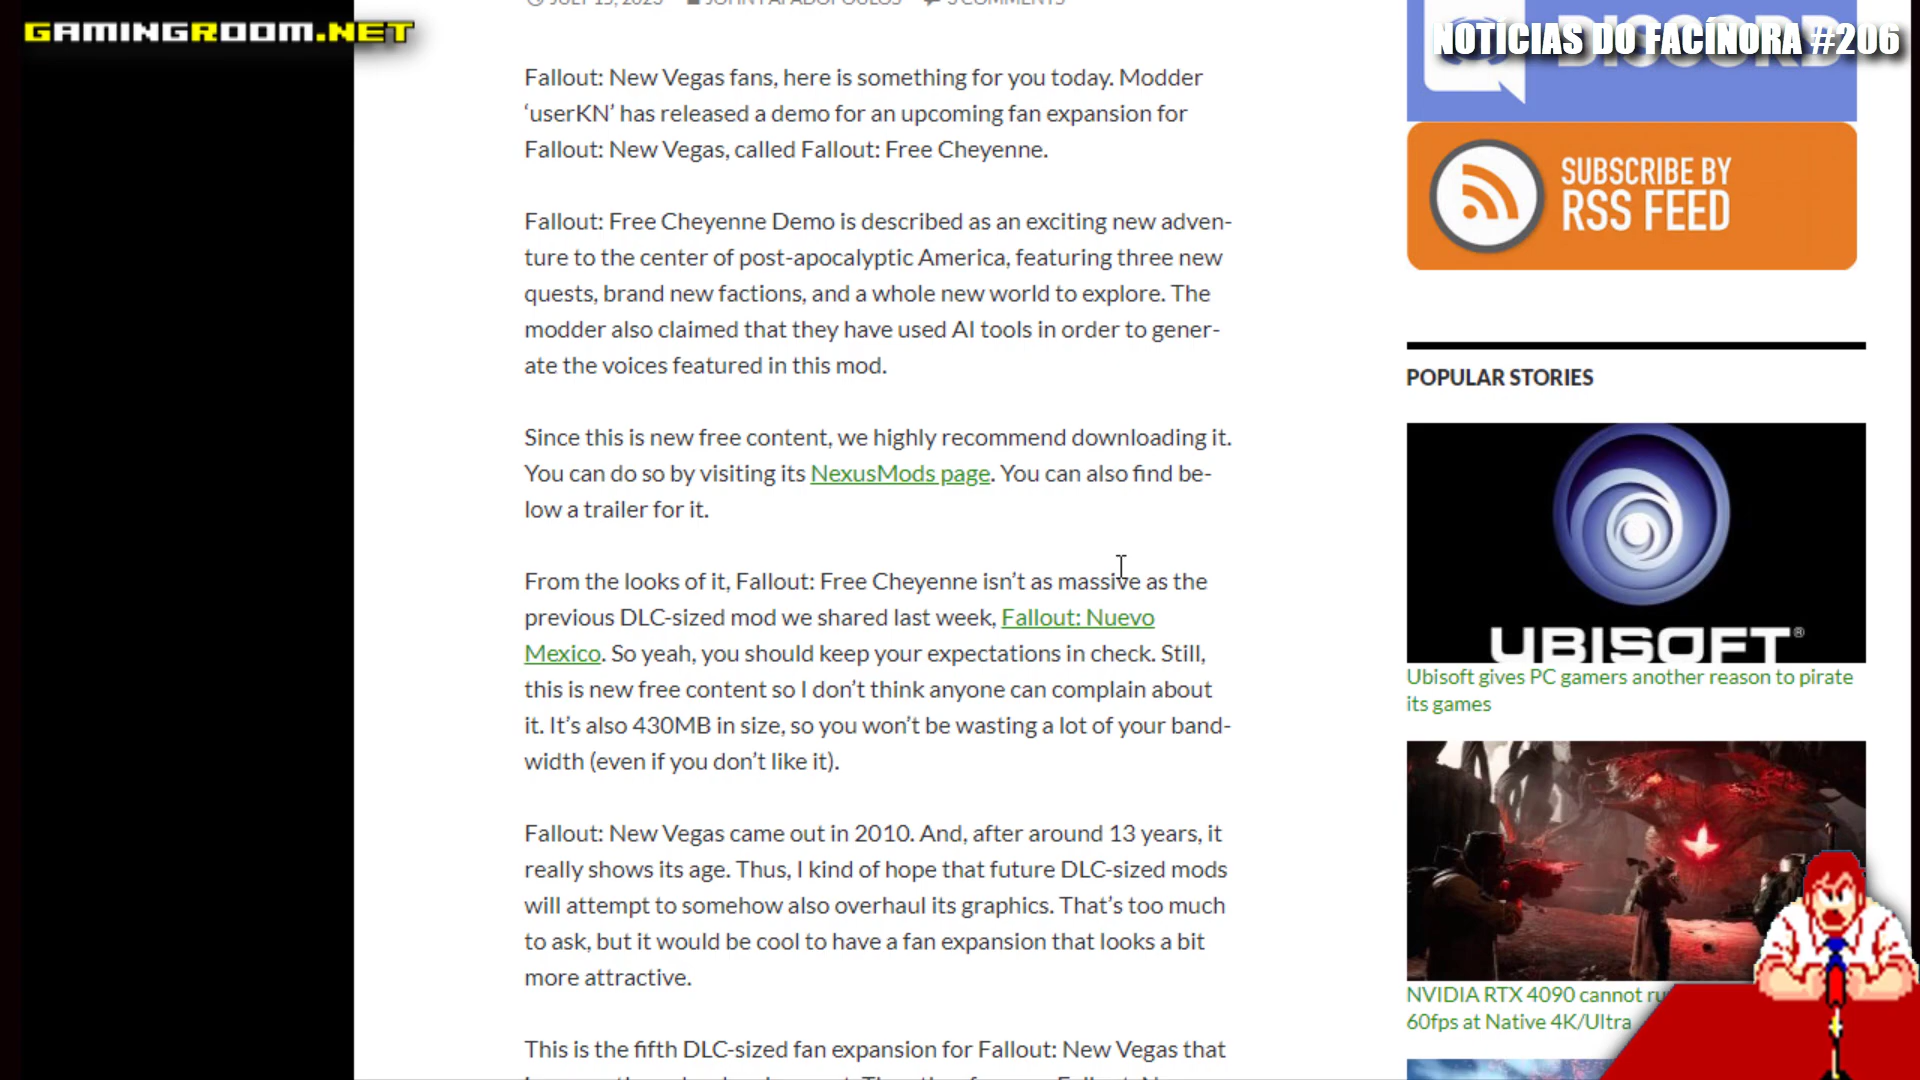 GAMINGROOM.NET
NOTÍCIAS DO FACÍNORA #206
DISCORD
Fallout: New Vegas fans, here is something for you today. Modder
‘userKN’ has released a demo for an upcoming fan expansion for
Fallout: New Vegas, called Fallout: Free Cheyenne.
Fallout: Free Cheyenne Demo is described as an exciting new adven-
ture to the center of post-apocalyptic America, featuring three new
quests, brand new factions, and a whole new world to explore. The
modder also claimed that they have used AI tools in order to gener-
ate the voices featured in this mod.
Since this is new free content, we highly recommend downloading it.
You can do so by visiting its NexusMods page. You can also find be-
low a trailer for it.
From the looks of it, Fallout: Free Cheyenne isn’t as massive as the
previous DLC-sized mod we shared last week, Fallout: Nuevo
Mexico. So yeah, you should keep your expectations in check. Still,
this is new free content so I don’t think anyone can complain about
it. It’s also 430MB in size, so you won’t be wasting a lot of your band-
width (even if you don’t like it).
Fallout: New Vegas came out in 2010. And, after around 13 years, it
really shows its age. Thus, I kind of hope that future DLC-sized mods
will attempt to somehow also overhaul its graphics. That’s too much
to ask, but it would be cool to have a fan expansion that looks a bit
more attractive.
This is the fifth DLC-sized fan expansion for Fallout: New Vegas that
SUBSCRIBE BY
RSS FEED
POPULAR STORIES
UBISOFT®
Ubisoft gives PC gamers another reason to pirate
its games
NVIDIA RTX 4090 cannot ru
60fps at Native 4K/Ultra